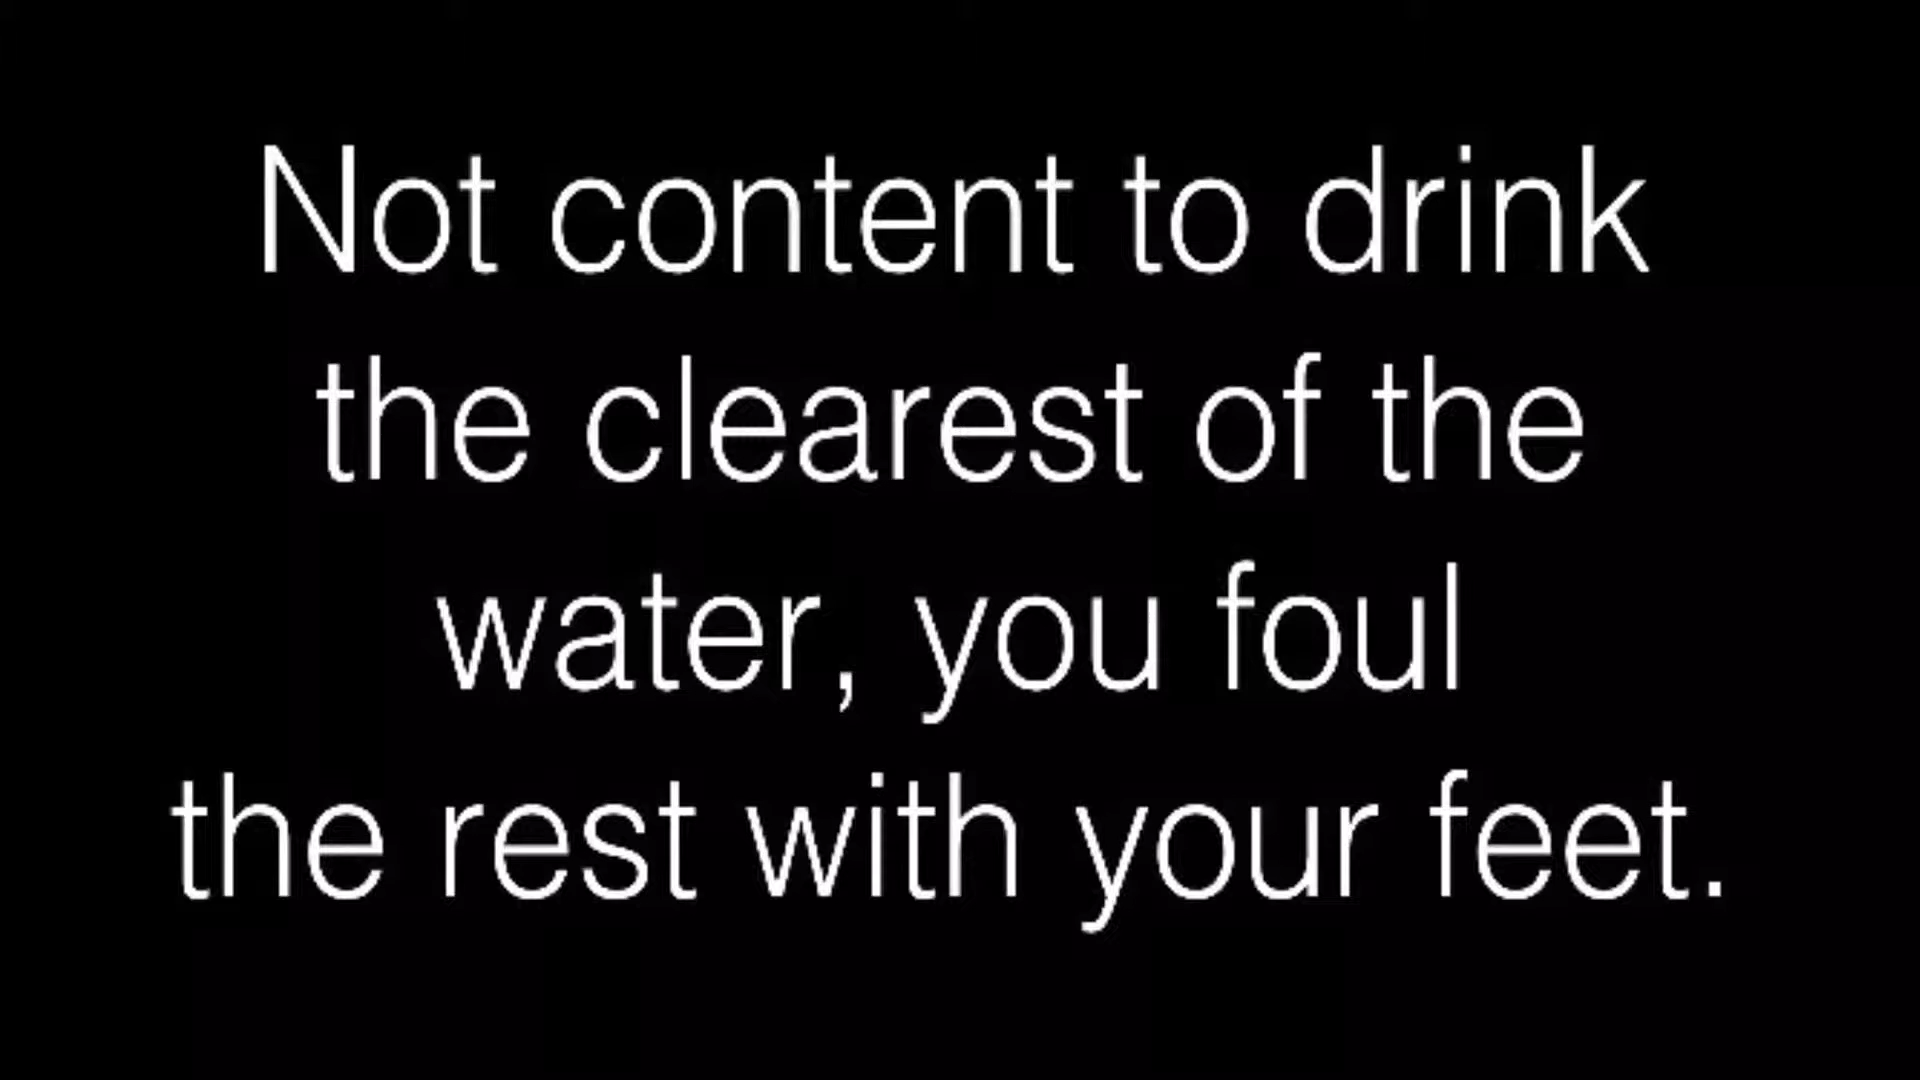 Not content to drink
the clearest of the
water, you foul
the rest with your feet.